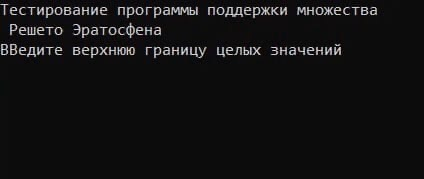 Тестирование программы поддержки множества
Решето Эратосфена
ВВедите верхнюю границу целых значений